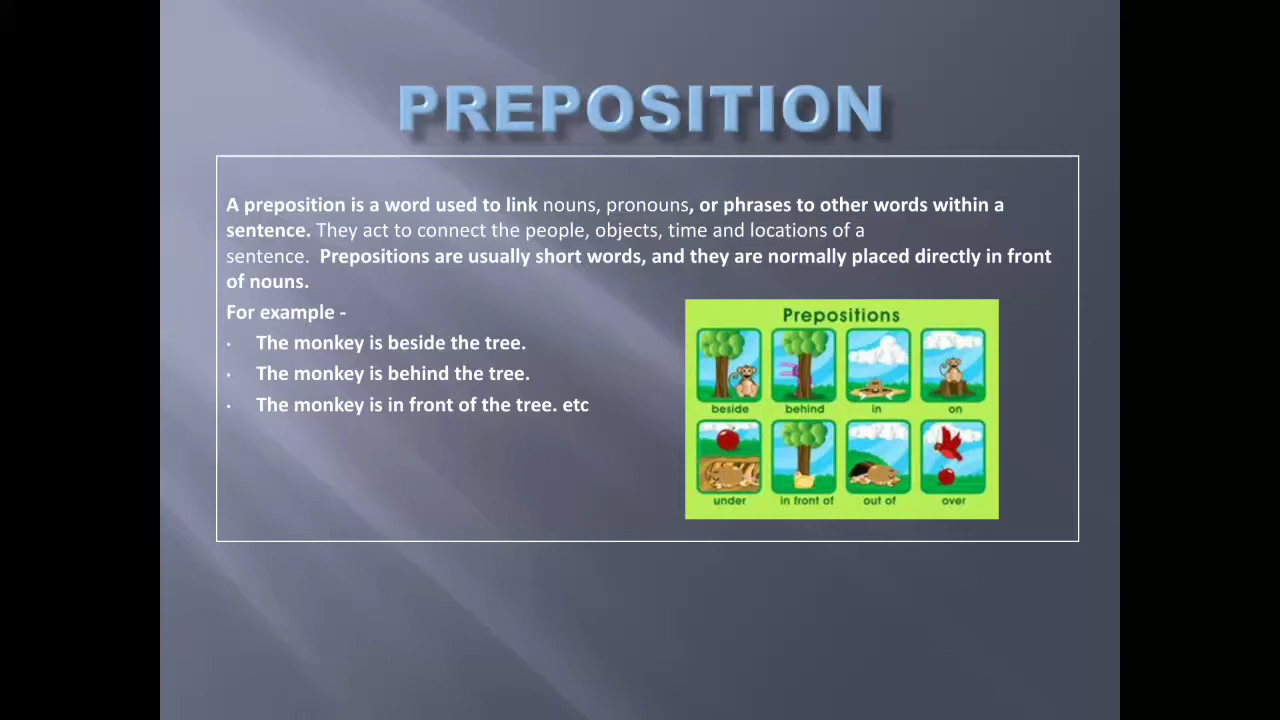 PREPOSITION
A preposition is a word used to link nouns, pronouns, or phrases to other words within a
sentence. They act to connect the people, objects, time and locations of a
sentence. Prepositions are usually short words, and they are normally placed directly in front
of nouns.
For example -
• The monkey is beside the tree.
• The monkey is behind the tree.
• The monkey is in front of the tree. etc
Prepositions
beside behind in on
under in front of out of over